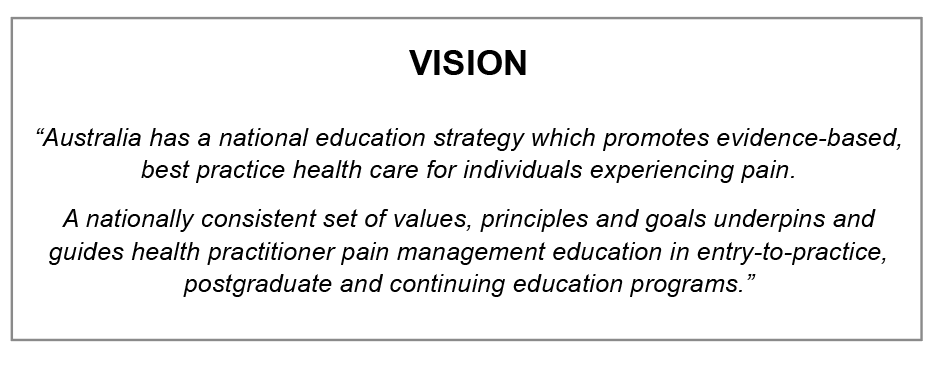 VISION
“Australia has a national education strategy which promotes evidence-based,
best practice health care for individuals experiencing pain.
A nationally consistent set of values, principles and goals underpins and
guides health practitioner pain management education in entry-to-practice,
postgraduate and continuing education programs.”